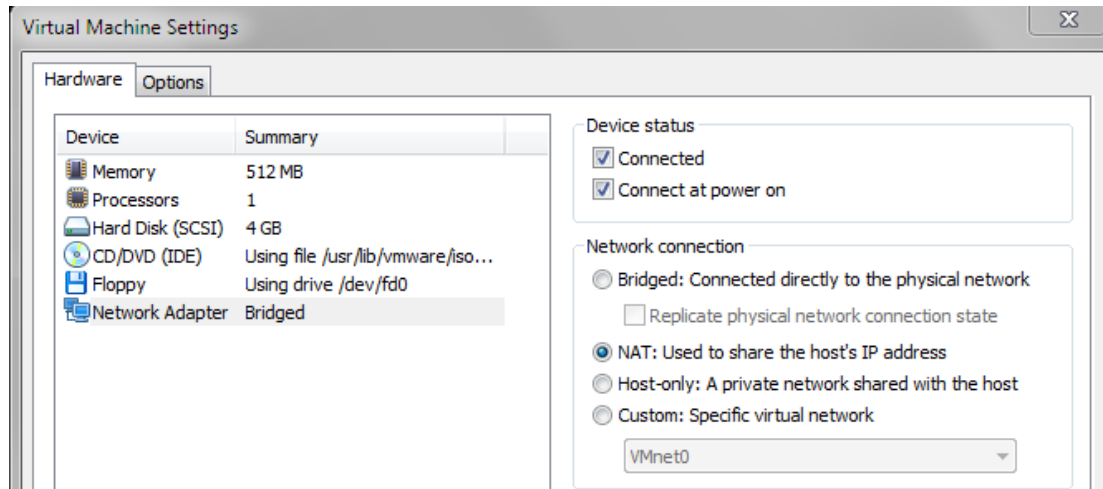 Virtual Machine Settings
Hardware Options
Device Summary
Memory 512 MB
Processors 1
Hard Disk (SCSI) 4 GB
CD/DVD (IDE) Using file /usr/lib/vmware/iso...
Floppy Using drive /dev/fd0
Network Adapter Bridged
Device status
Connected
Connect at power on
Network connection
Bridged: Connected directly to the physical network
Replicate physical network connection state
NAT: Used to share the host's IP address
Host-only: A private network shared with the host
Custom: Specific virtual network
VMnet0